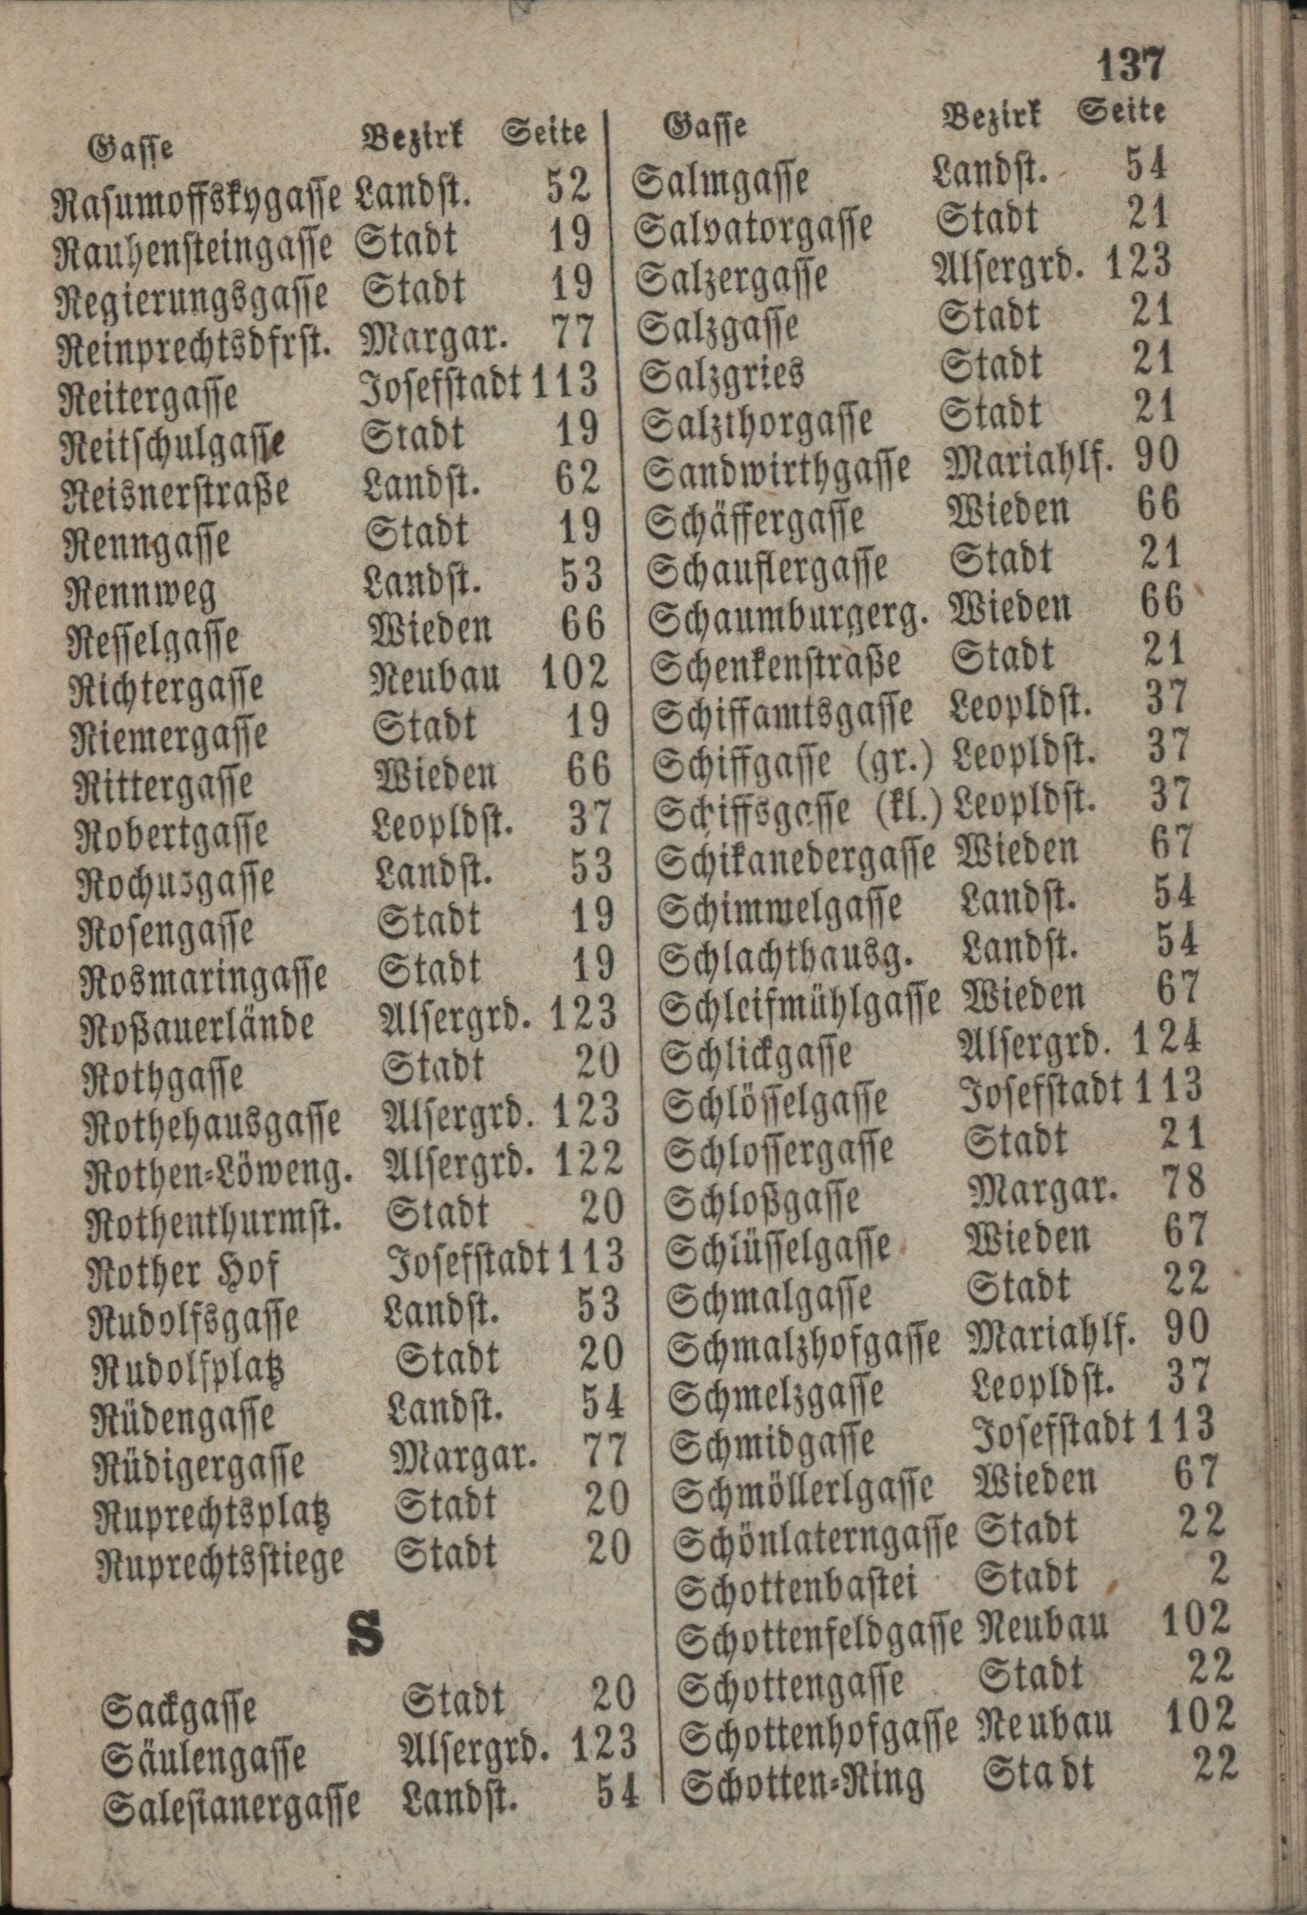 137
Gasse Bezirk Seite
Rasumoffskygasse Landst. 52
Rauhensteingasse Stadt 19
Regierungsgasse Stadt 19
Reinprechtsdfrst. Margar. 77
Reitergasse Josefstadt 113
Reitschulgasse Stadt 19
Reisnerstraße Landst. 62
Renngasse Stadt 19
Rennweg Landst. 53
Resselgasse Wieden 66
Richtergasse Neubau 102
Riemergasse Stadt 19
Rittergasse Wieden 66
Robertgasse Leopldst. 37
Rochusgasse Landst. 53
Rosengasse Stadt 19
Rosmaringasse Stadt 19
Roßauerlände Alsergrd. 123
Rothgasse Stadt 20
Rothehausgasse Alsergrd. 123
Rothen-Löweng. Alsergrd. 122
Rothenthurmst. Stadt 20
Rother Hof Josefstadt 113
Rudolfsgasse Landst. 53
Rudolfplatz Stadt 20
Rüdengasse Landst. 54
Rüdigergasse Margar. 77
Ruprechtsplatz Stadt 20
Ruprechtsstiege Stadt 20
S
Sackgasse Stadt 20
Säulengasse Alsergrd. 123
Salesianergasse Landst. 54
Gasse Bezirk Seite
Salmgasse Landst. 54
Salvatorgasse Stadt 21
Salzergasse Alsergrd. 123
Salzgasse Stadt 21
Salzgries Stadt 21
Salzthorgasse Stadt 21
Sandwirthgasse Mariahlf. 90
Schäffergasse Wieden 66
Schauflergasse Stadt 21
Schaumburgerg. Wieden 66
Schenkenstraße Stadt 21
Schiffamtsgasse Leopldst. 37
Schiffgasse (gr.) Leopldst. 37
Schiffsgasse (kl.) Leopldst. 37
Schikanedergasse Wieden 67
Schimmelgasse Landst. 54
Schlachthausg. Landst. 54
Schleifmühlgasse Wieden 67
Schlickgasse Alsergrd. 124
Schlösselgasse Josefstadt 113
Schlossergasse Stadt 21
Schloßgasse Margar. 78
Schlüsselgasse Wieden 67
Schmalgasse Stadt 22
Schmalzhofgasse Mariahlf. 90
Schmelzgasse Leopldst. 37
Schmidgasse Josefstadt 113
Schmöllerlgasse Wieden 67
Schönlaterngasse Stadt 22
Schottenbastei Stadt 2
Schottenfeldgasse Neubau 102
Schottengasse Stadt 22
Schottenhofgasse Neubau 102
Schotten-Ring Stadt 22